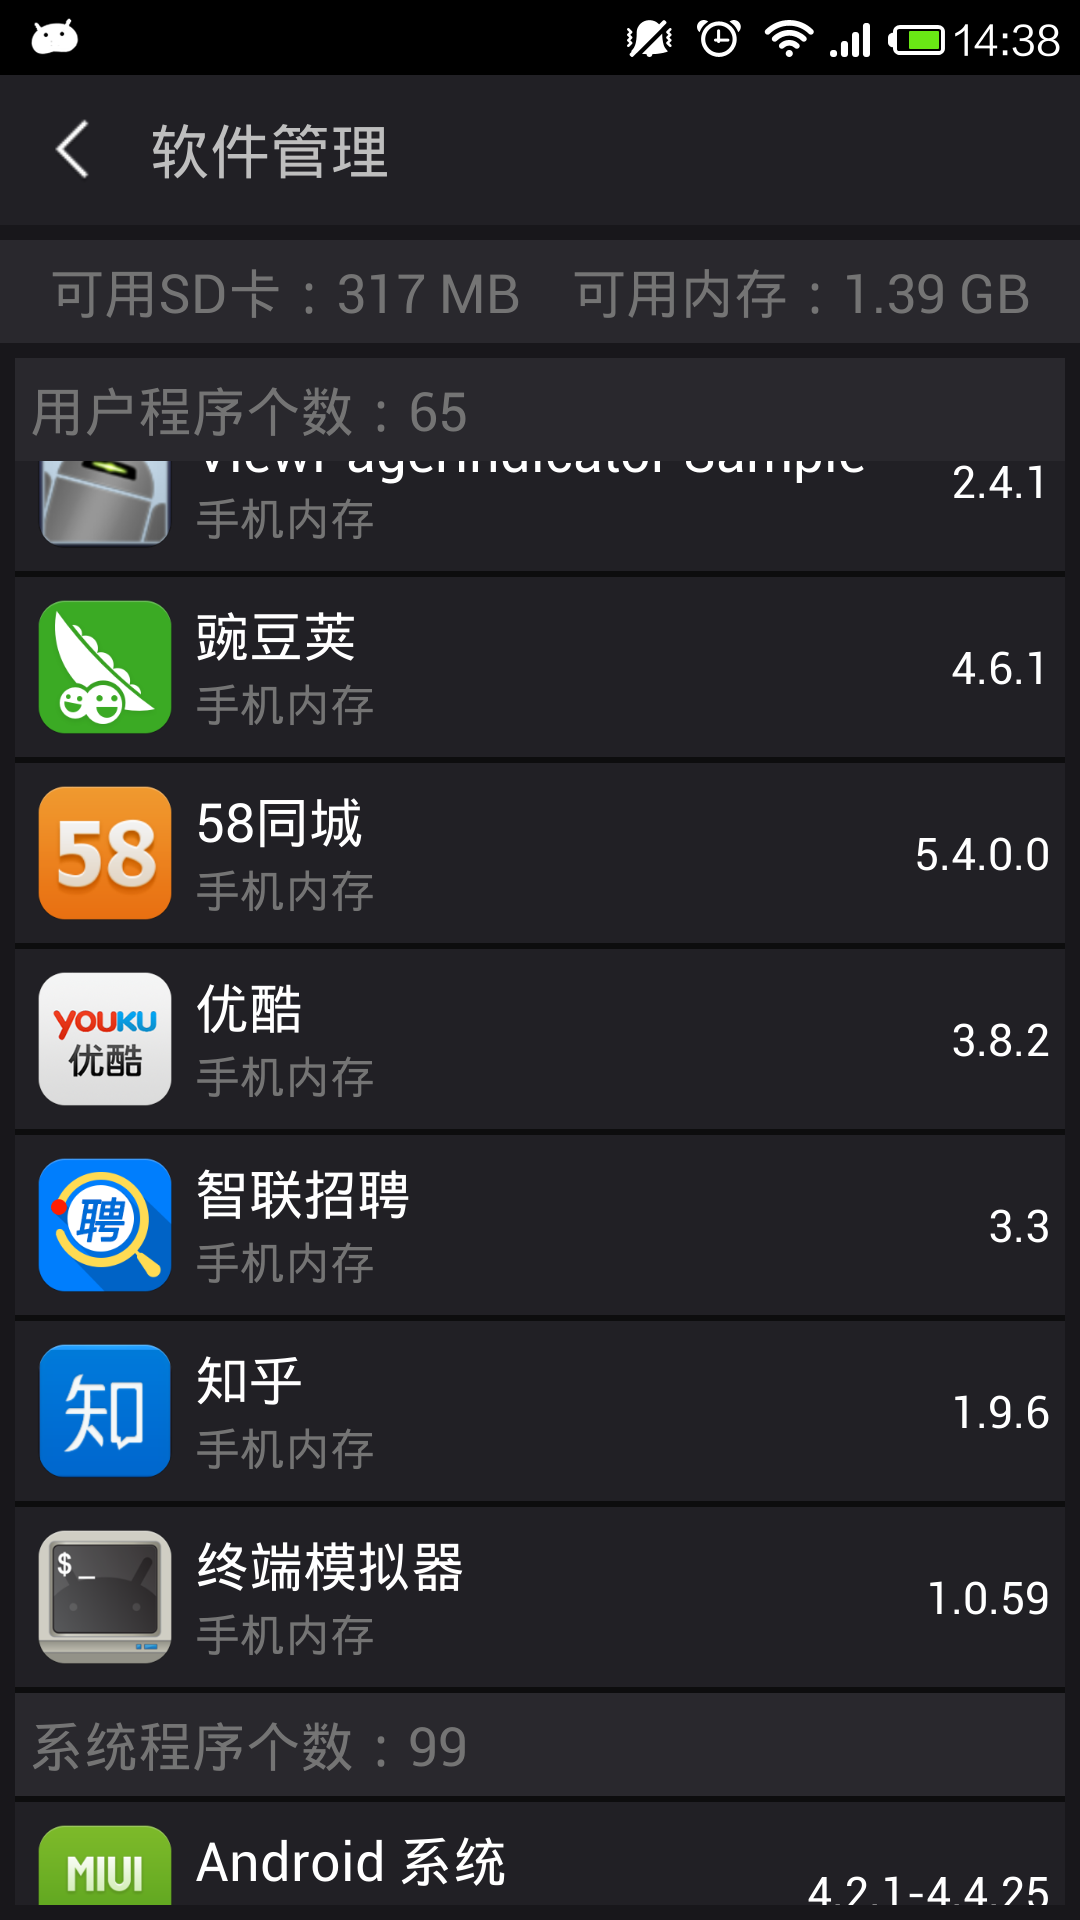 14:38
软件管理
可用SD卡：317 MB 可用内存：1.39 GB
用户程序个数：65
ViewPagerIndicator Sample
手机内存
2.4.1
豌豆荚
手机内存
4.6.1
58
58同城
手机内存
5.4.0.0
YOUKU
优酷
优酷
手机内存
3.8.2
聘
智联招聘
手机内存
3.3
知
知乎
手机内存
1.9.6
$_
终端模拟器
手机内存
1.0.59
系统程序个数：99
MIUI
Android 系统
4.2.1-4.4.25